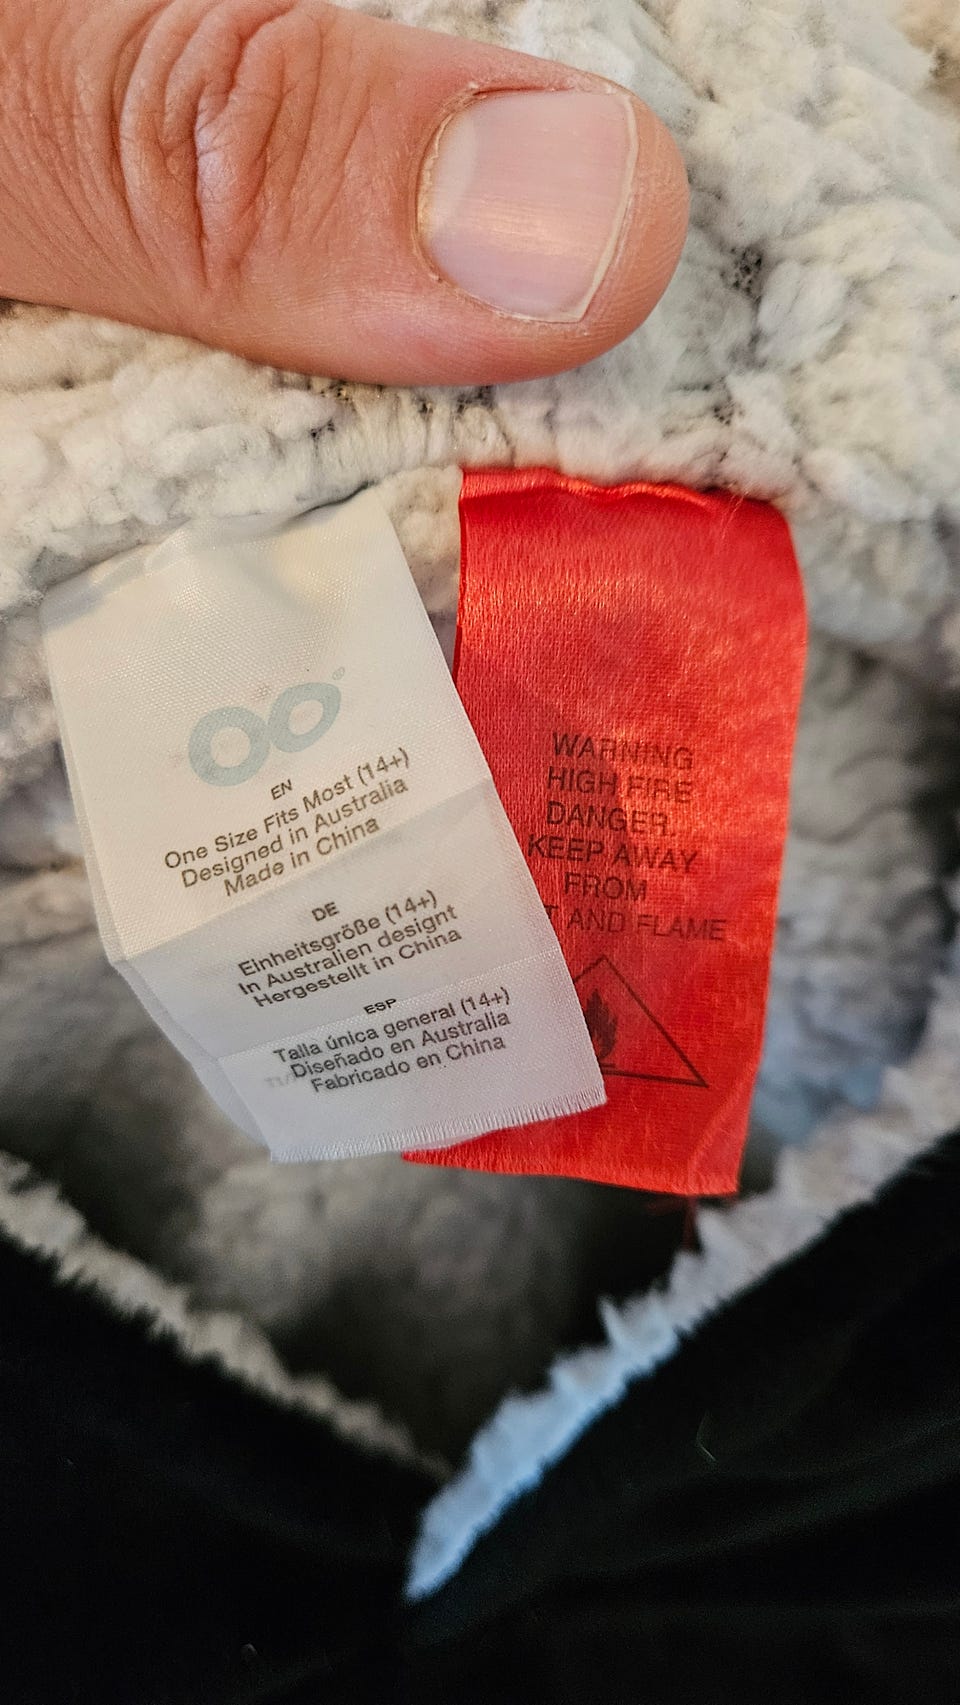 ®
EN
One Size Fits Most (14+)
Designed in Australia
Made in China
DE
Einheitsgröße (14+)
In Australien designt
Hergestellt in China
ESP
Talla única general (14+)
Diseñado en Australia
Fabricado en China
WARNING
HIGH FIRE
DANGER.
KEEP AWAY
FROM
T AND FLAME